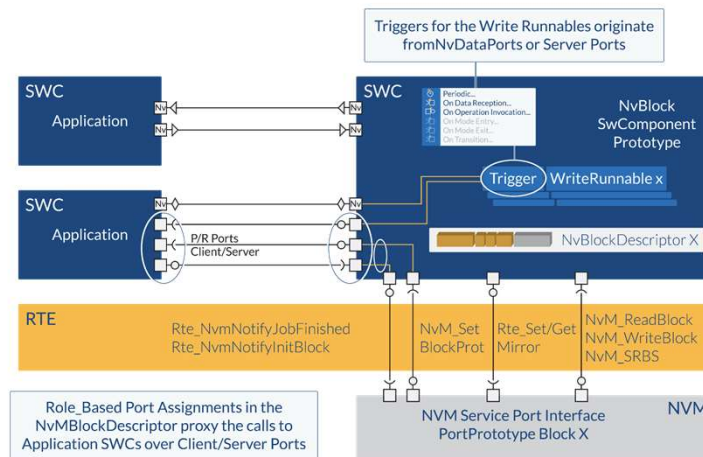 Triggers for the Write Runnables originate
fromNvDataPorts or Server Ports
SWC
Application
Nv
Nv
Nv
Nv
SWC
Periodic...
On Data Reception...
On Operation Invocation...
On Mode Entry...
On Mode Exit...
On Transition...
NvBlock
SwComponent
Prototype
Trigger
WriteRunnable x
SWC
Application
Nv
Nv
P/R Ports
Client/Server
NvBlockDescriptor X
RTE
Rte_NvmNotifyJobFinished
Rte_NvmNotifyInitBlock
NvM_Set
BlockProt
Rte_Set/Get
Mirror
NvM_ReadBlock
NvM_WriteBlock
NvM_SRBS
Role_Based Port Assignments in the
NvMBlockDescriptor proxy the calls to
Application SWCs over Client/Server Ports
NVM Service Port Interface
PortPrototype Block X
NVM